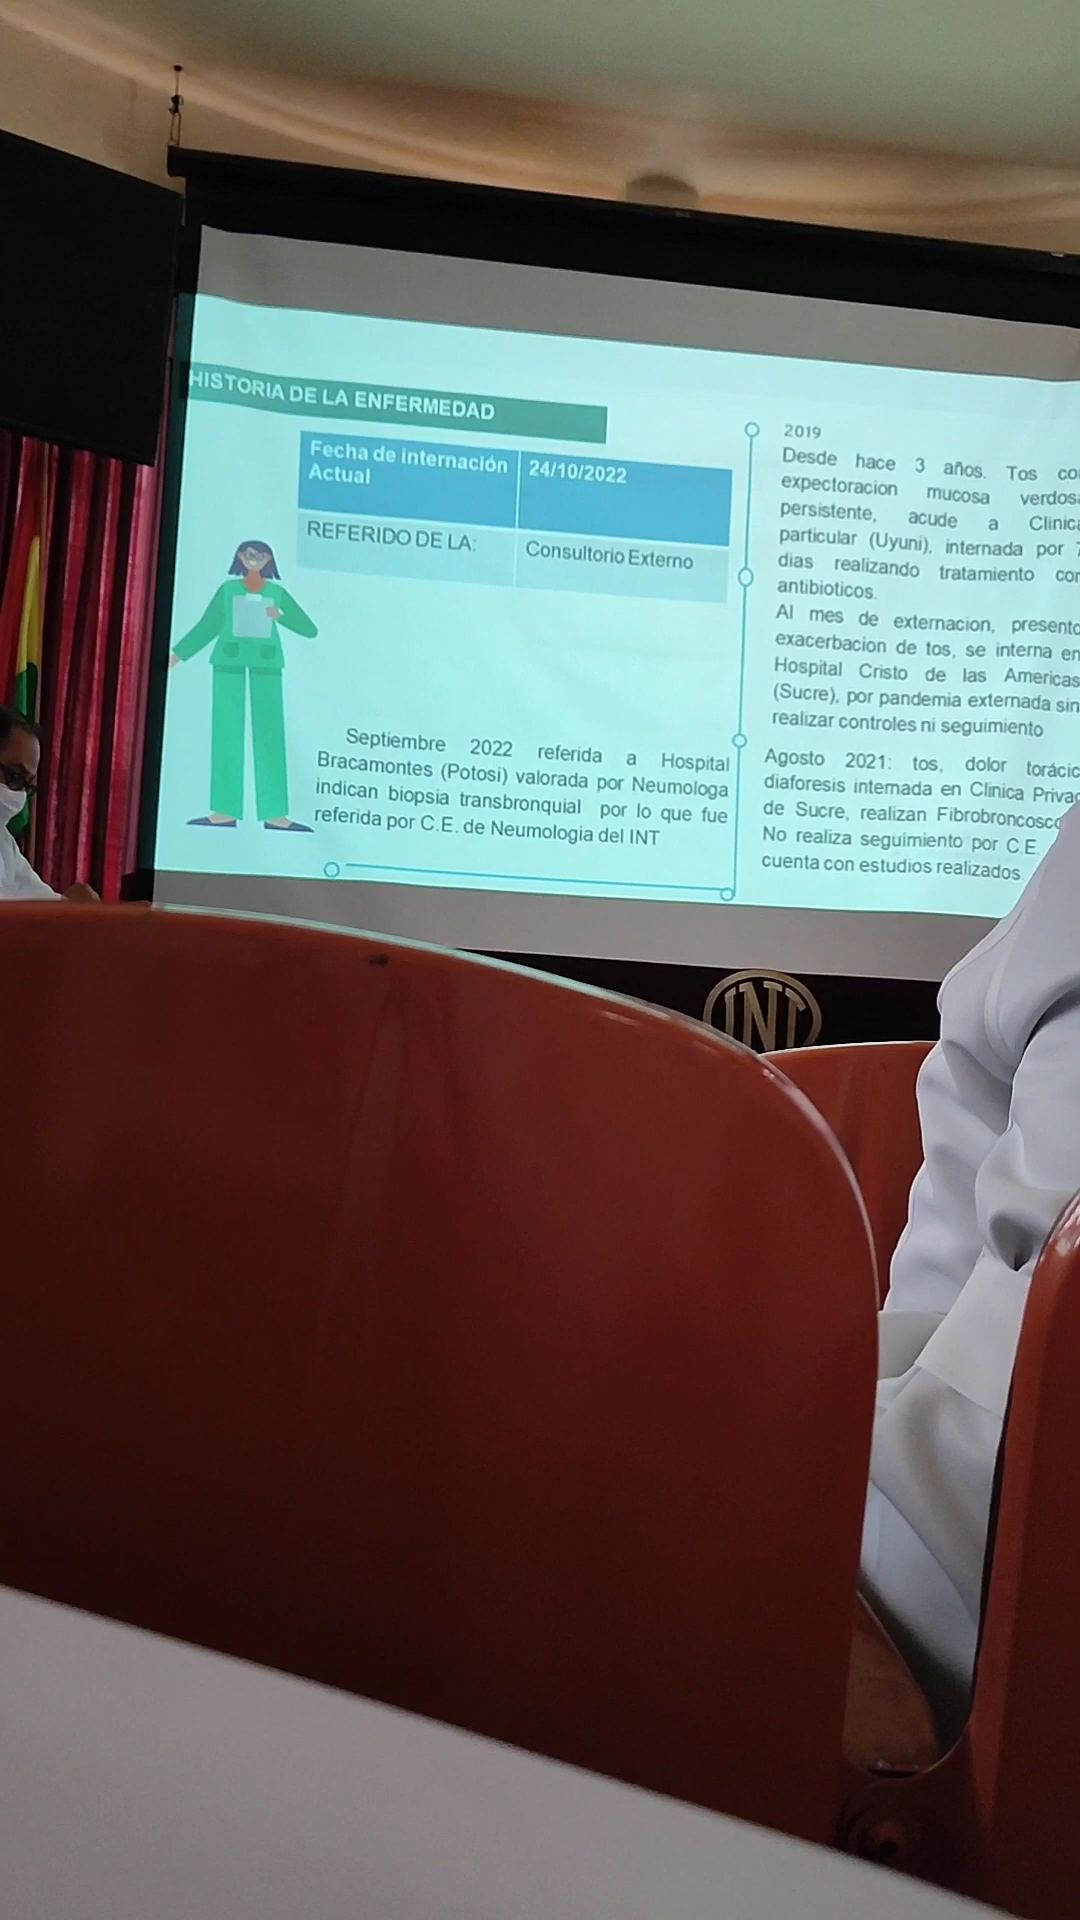 HISTORIA DE LA ENFERMEDAD
Fecha de internación
Actual
24/10/2022
REFERIDO DE LA:
Consultorio Externo
Septiembre 2022 referida a Hospital
Bracamontes (Potosi) valorada por Neumologa
indican biopsia transbronquial por lo que fue
referida por C.E. de Neumologia del INT
2019
Desde hace 3 años. Tos
expectoracion mucosa
persistente, acude a
particular (Uyuni), internada por
dias realizando tratamiento
antibioticos.
Al mes de externacion,
exacerbacion de tos, se interna en
Hospital Cristo de las Americas
(Sucre), por pandemia externada sin
realizar controles ni seguimiento
Agosto 2021: tos, dolor
diaforesis internada en Clinica
de Sucre, realizan
No realiza seguimiento por C.E.
cuenta con estudios realizados.
INT